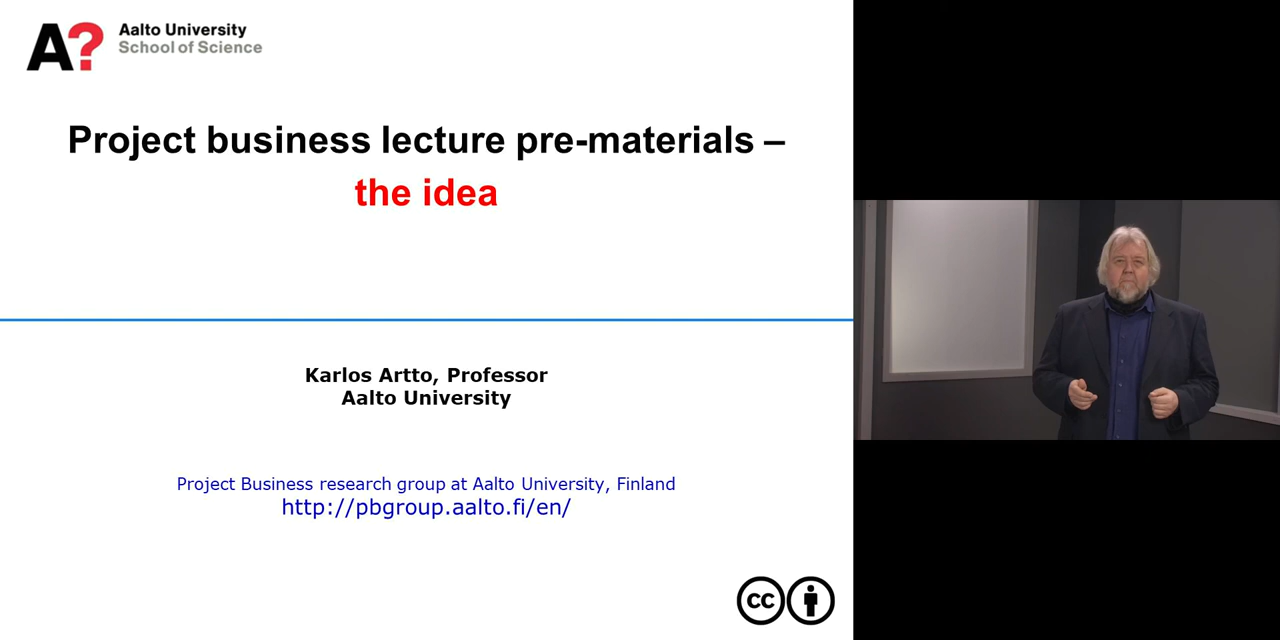 A?
Aalto University
School of Science
Project business lecture pre-materials –
the idea
Karlos Artto, Professor
Aalto University
Project Business research group at Aalto University, Finland
http://pbgroup.aalto.fi/en/
cc